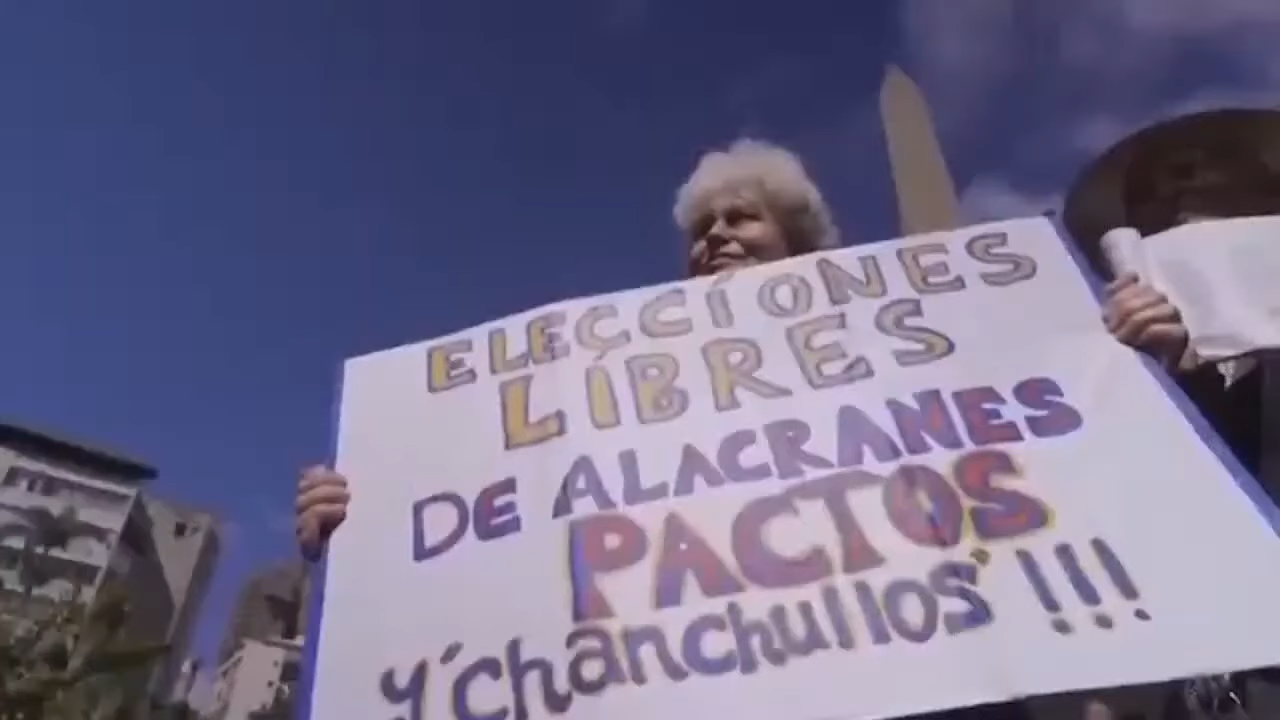 ELECCIONES
LIBRES
DE ALACRANES
PACTOS
y 'chanchullos' !!!